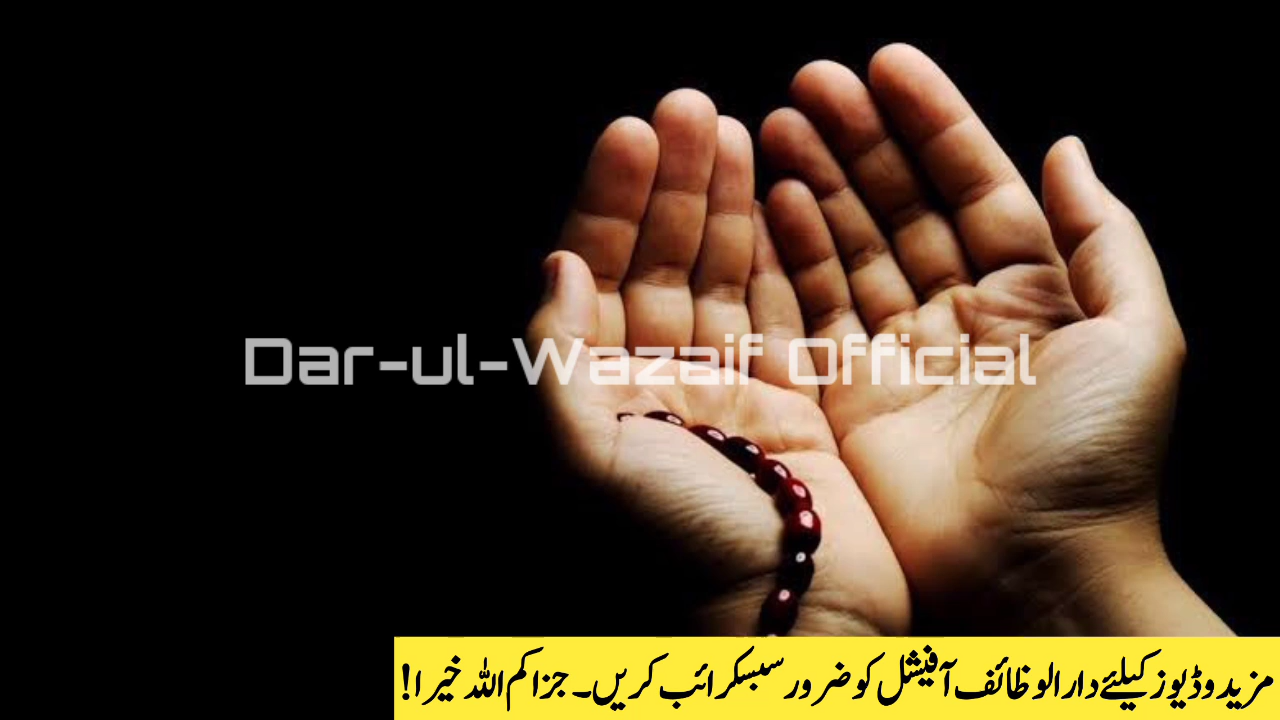 Dar-ul-Wazaif Official
مزید وڈیوز کیلئے دارالوظائف آفیشل کو ضرور سبسکرائب کریں۔ جزاکم اللہ خیرا!